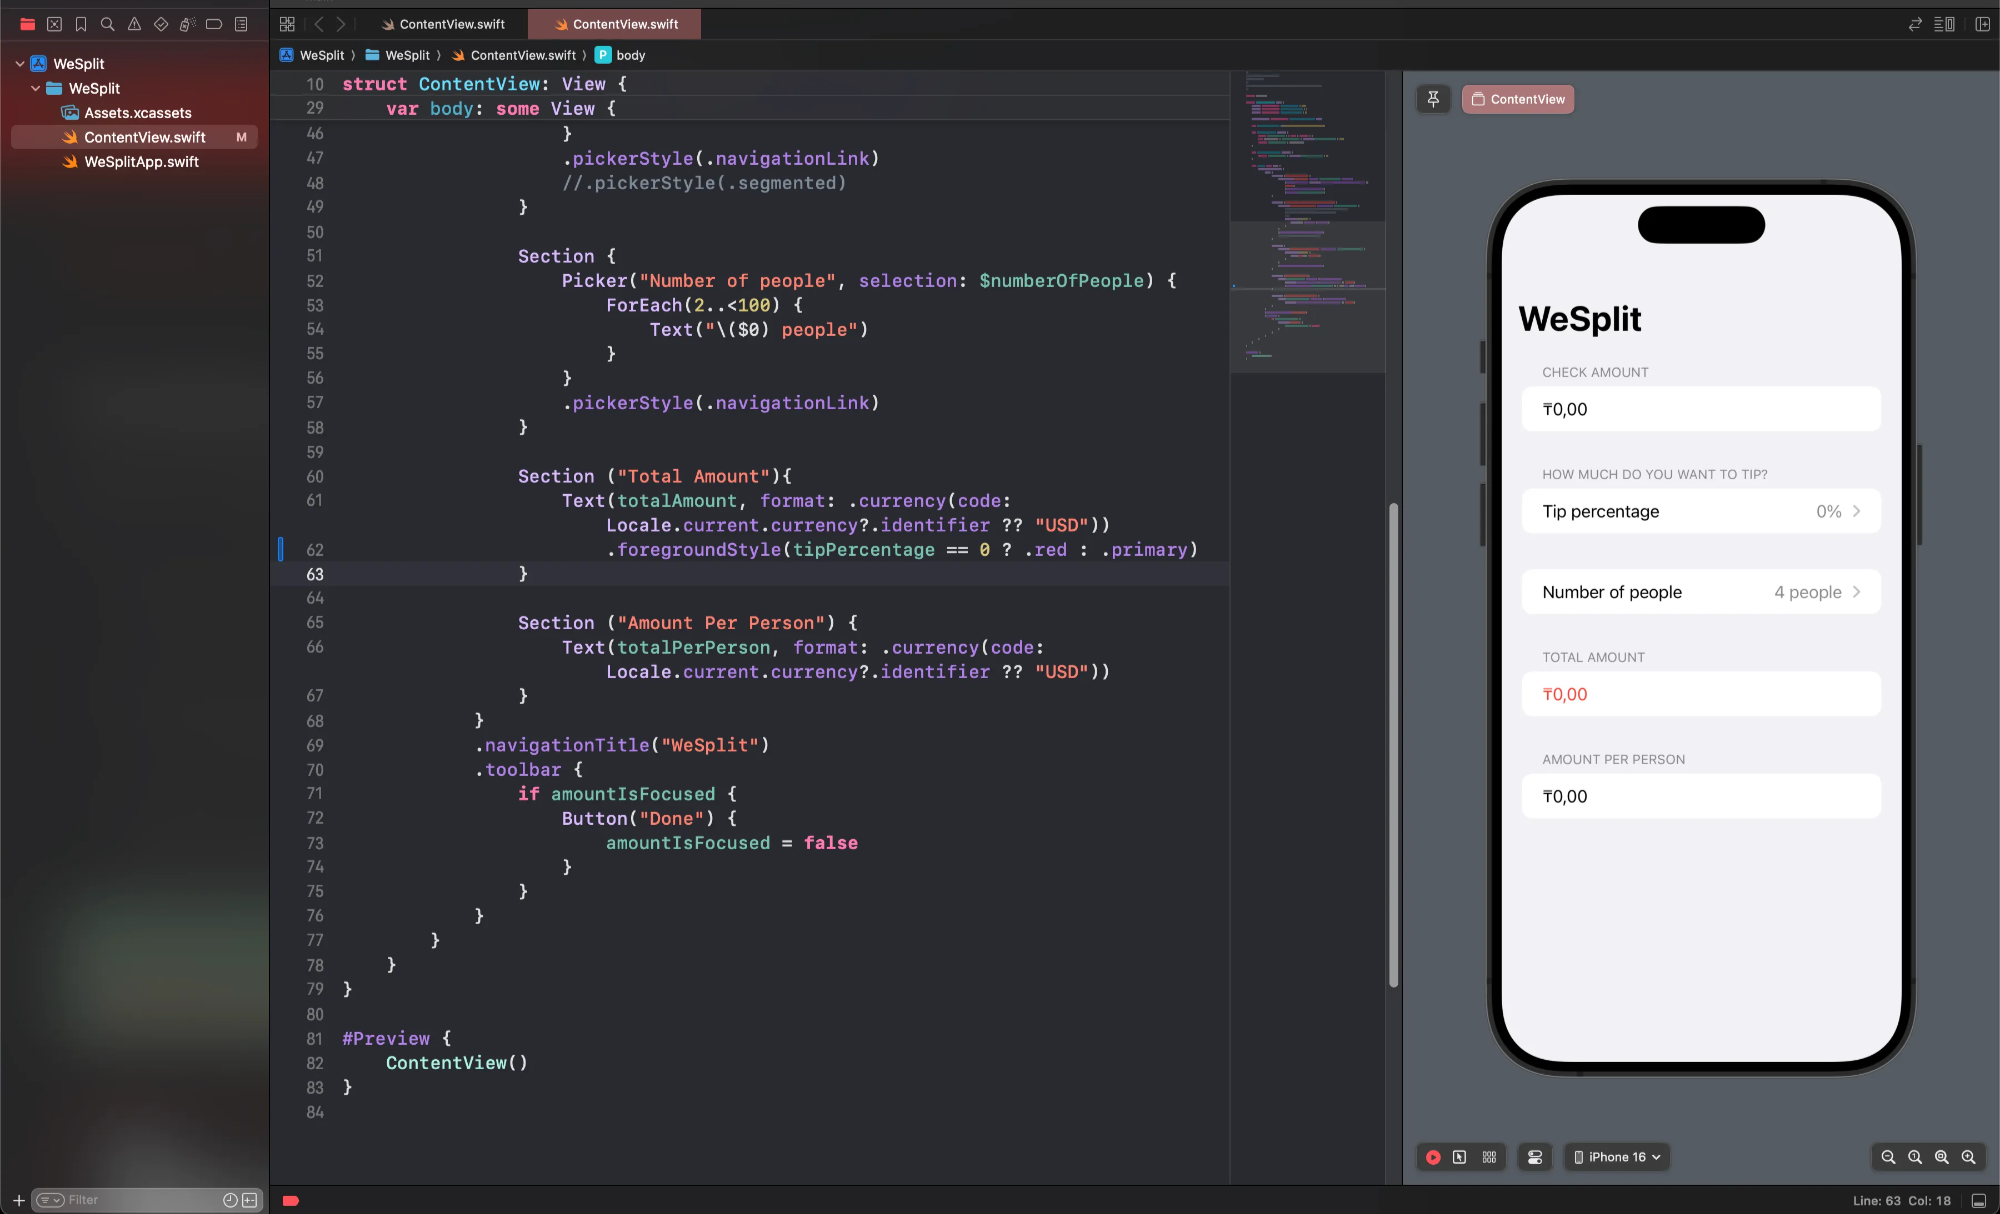 ContentView.swift
ContentView.swift
WeSplit
WeSplit
Assets.xcassets
ContentView.swift M
WeSplitApp.swift
WeSplit 〉 WeSplit 〉 ContentView.swift 〉 P body
10 struct ContentView: View {
29 var body: some View {
46 }
47 .pickerStyle(.navigationLink)
48 //.pickerStyle(.segmented)
49 }
50
51 Section {
52 Picker("Number of people", selection: $numberOfPeople) {
53 ForEach(2..<100) {
54 Text("\($0) people")
55 }
56 }
57 .pickerStyle(.navigationLink)
58 }
59
60 Section ("Total Amount"){
61 Text(totalAmount, format: .currency(code:
Locale.current.currency?.identifier ?? "USD"))
62 .foregroundStyle(tipPercentage == 0 ? .red : .primary)
63 }
64
65 Section ("Amount Per Person") {
66 Text(totalPerPerson, format: .currency(code:
Locale.current.currency?.identifier ?? "USD"))
67 }
68 }
69 .navigationTitle("WeSplit")
70 .toolbar {
71 if amountIsFocused {
72 Button("Done") {
73 amountIsFocused = false
74 }
75 }
76 }
77 }
78 }
79 }
80
81 #Preview {
82 ContentView()
83 }
84
ContentView
WeSplit
CHECK AMOUNT
₸0,00
HOW MUCH DO YOU WANT TO TIP?
Tip percentage 0%
Number of people 4 people
TOTAL AMOUNT
₸0,00
AMOUNT PER PERSON
₸0,00
iPhone 16
Filter
Line: 63 Col: 18